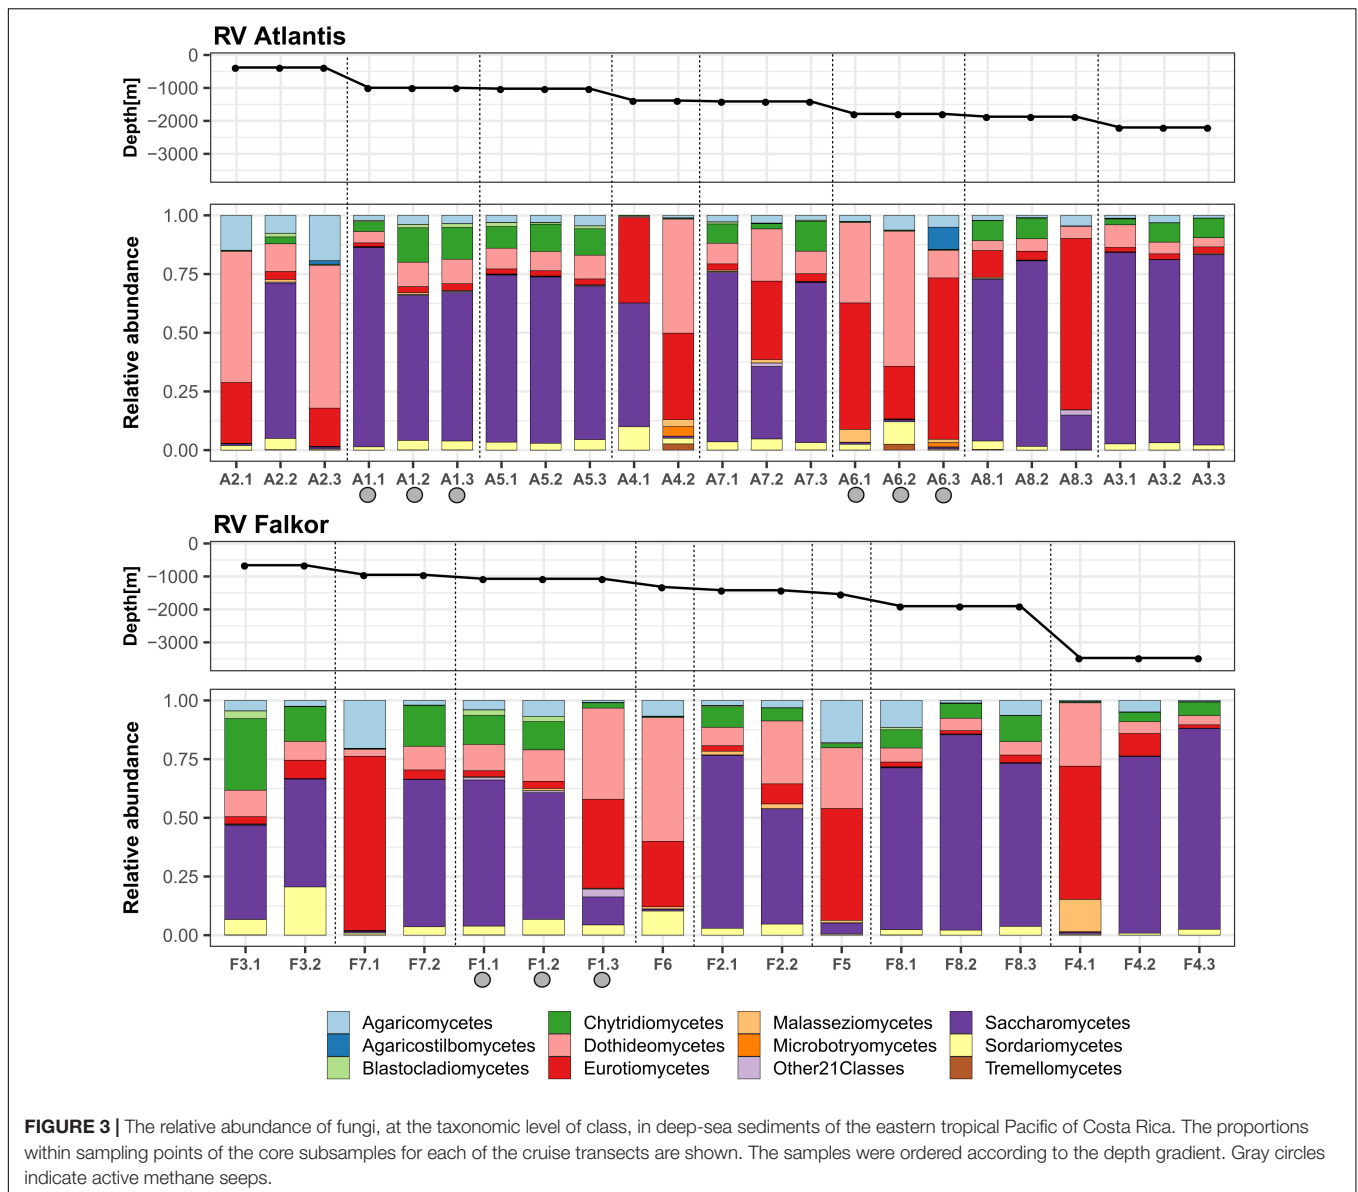 RV Atlantis
Depth[m]
0
−1000
−2000
−3000
Relative abundance
1.00
0.75
0.50
0.25
0.00
A2.1 A2.2 A2.3 A1.1 A1.2 A1.3 A5.1 A5.2 A5.3 A4.1 A4.2 A7.1 A7.2 A7.3 A6.1 A6.2 A6.3 A8.1 A8.2 A8.3 A3.1 A3.2 A3.3
RV Falkor
Depth[m]
0
−1000
−2000
−3000
Relative abundance
1.00
0.75
0.50
0.25
0.00
F3.1 F3.2 F7.1 F7.2 F1.1 F1.2 F1.3 F6 F2.1 F2.2 F5 F8.1 F8.2 F8.3 F4.1 F4.2 F4.3
Agaricomycetes Chytridiomycetes Malasseziomycetes Saccharomycetes
Agaricostilbomycetes Dothideomycetes Microbotryomycetes Sordariomycetes
Blastocladiomycetes Eurotiomycetes Other21Classes Tremellomycetes
FIGURE 3 | The relative abundance of fungi, at the taxonomic level of class, in deep-sea sediments of the eastern tropical Pacific of Costa Rica. The proportions
within sampling points of the core subsamples for each of the cruise transects are shown. The samples were ordered according to the depth gradient. Gray circles
indicate active methane seeps.